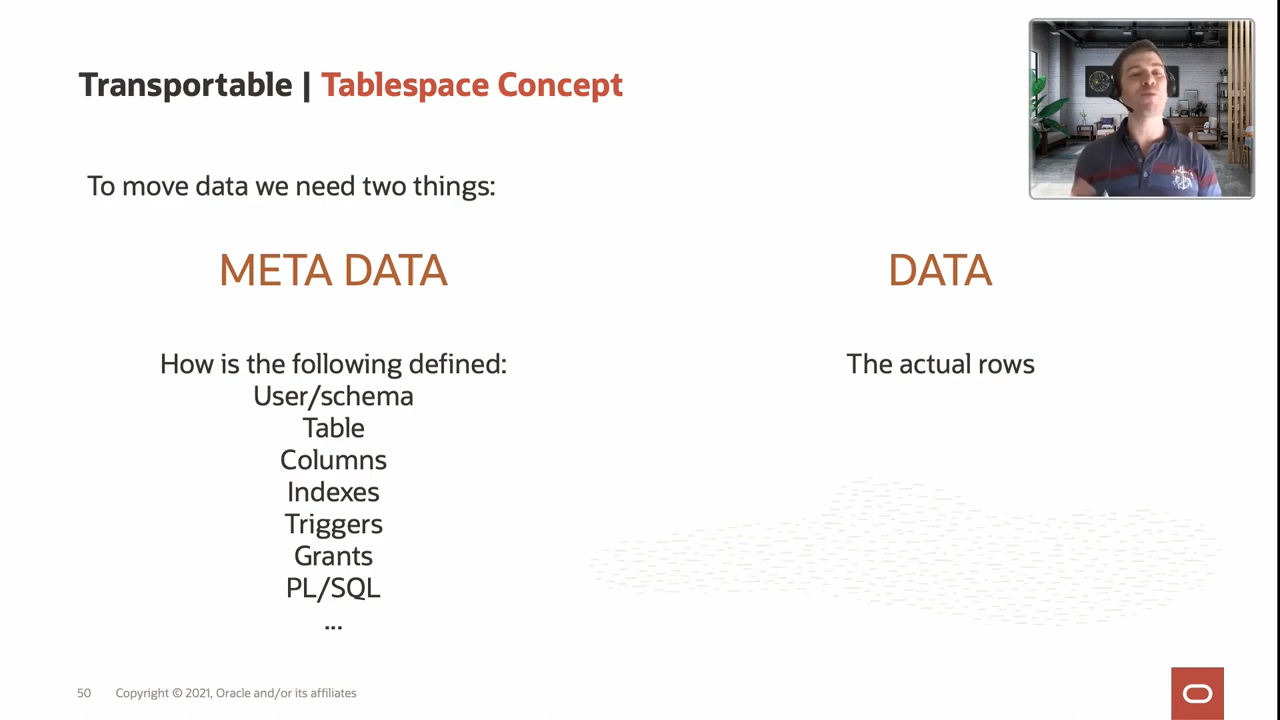 Transportable | Tablespace Concept
To move data we need two things:
META DATA
How is the following defined:
User/schema
Table
Columns
Indexes
Triggers
Grants
PL/SQL
...
DATA
The actual rows
50
Copyright © 2021, Oracle and/or its affiliates